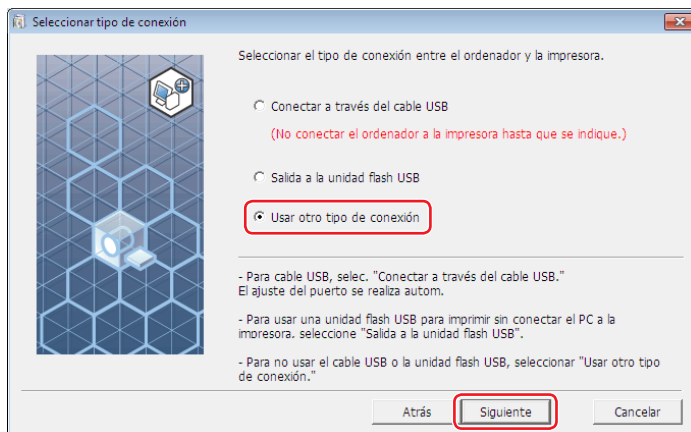 Seleccionar tipo de conexión
Seleccionar el tipo de conexión entre el ordenador y la impresora.
Conectar a través del cable USB
(No conectar el ordenador a la impresora hasta que se indique.)
Salida a la unidad flash USB
Usar otro tipo de conexión
- Para cable USB, selec. "Conectar a través del cable USB."
El ajuste del puerto se realiza autom.
- Para usar una unidad flash USB para imprimir sin conectar el PC a la
impresora. seleccione "Salida a la unidad flash USB".
- Para no usar el cable USB o la unidad flash USB, seleccionar "Usar otro tipo
de conexión."
Atrás Siguiente Cancelar